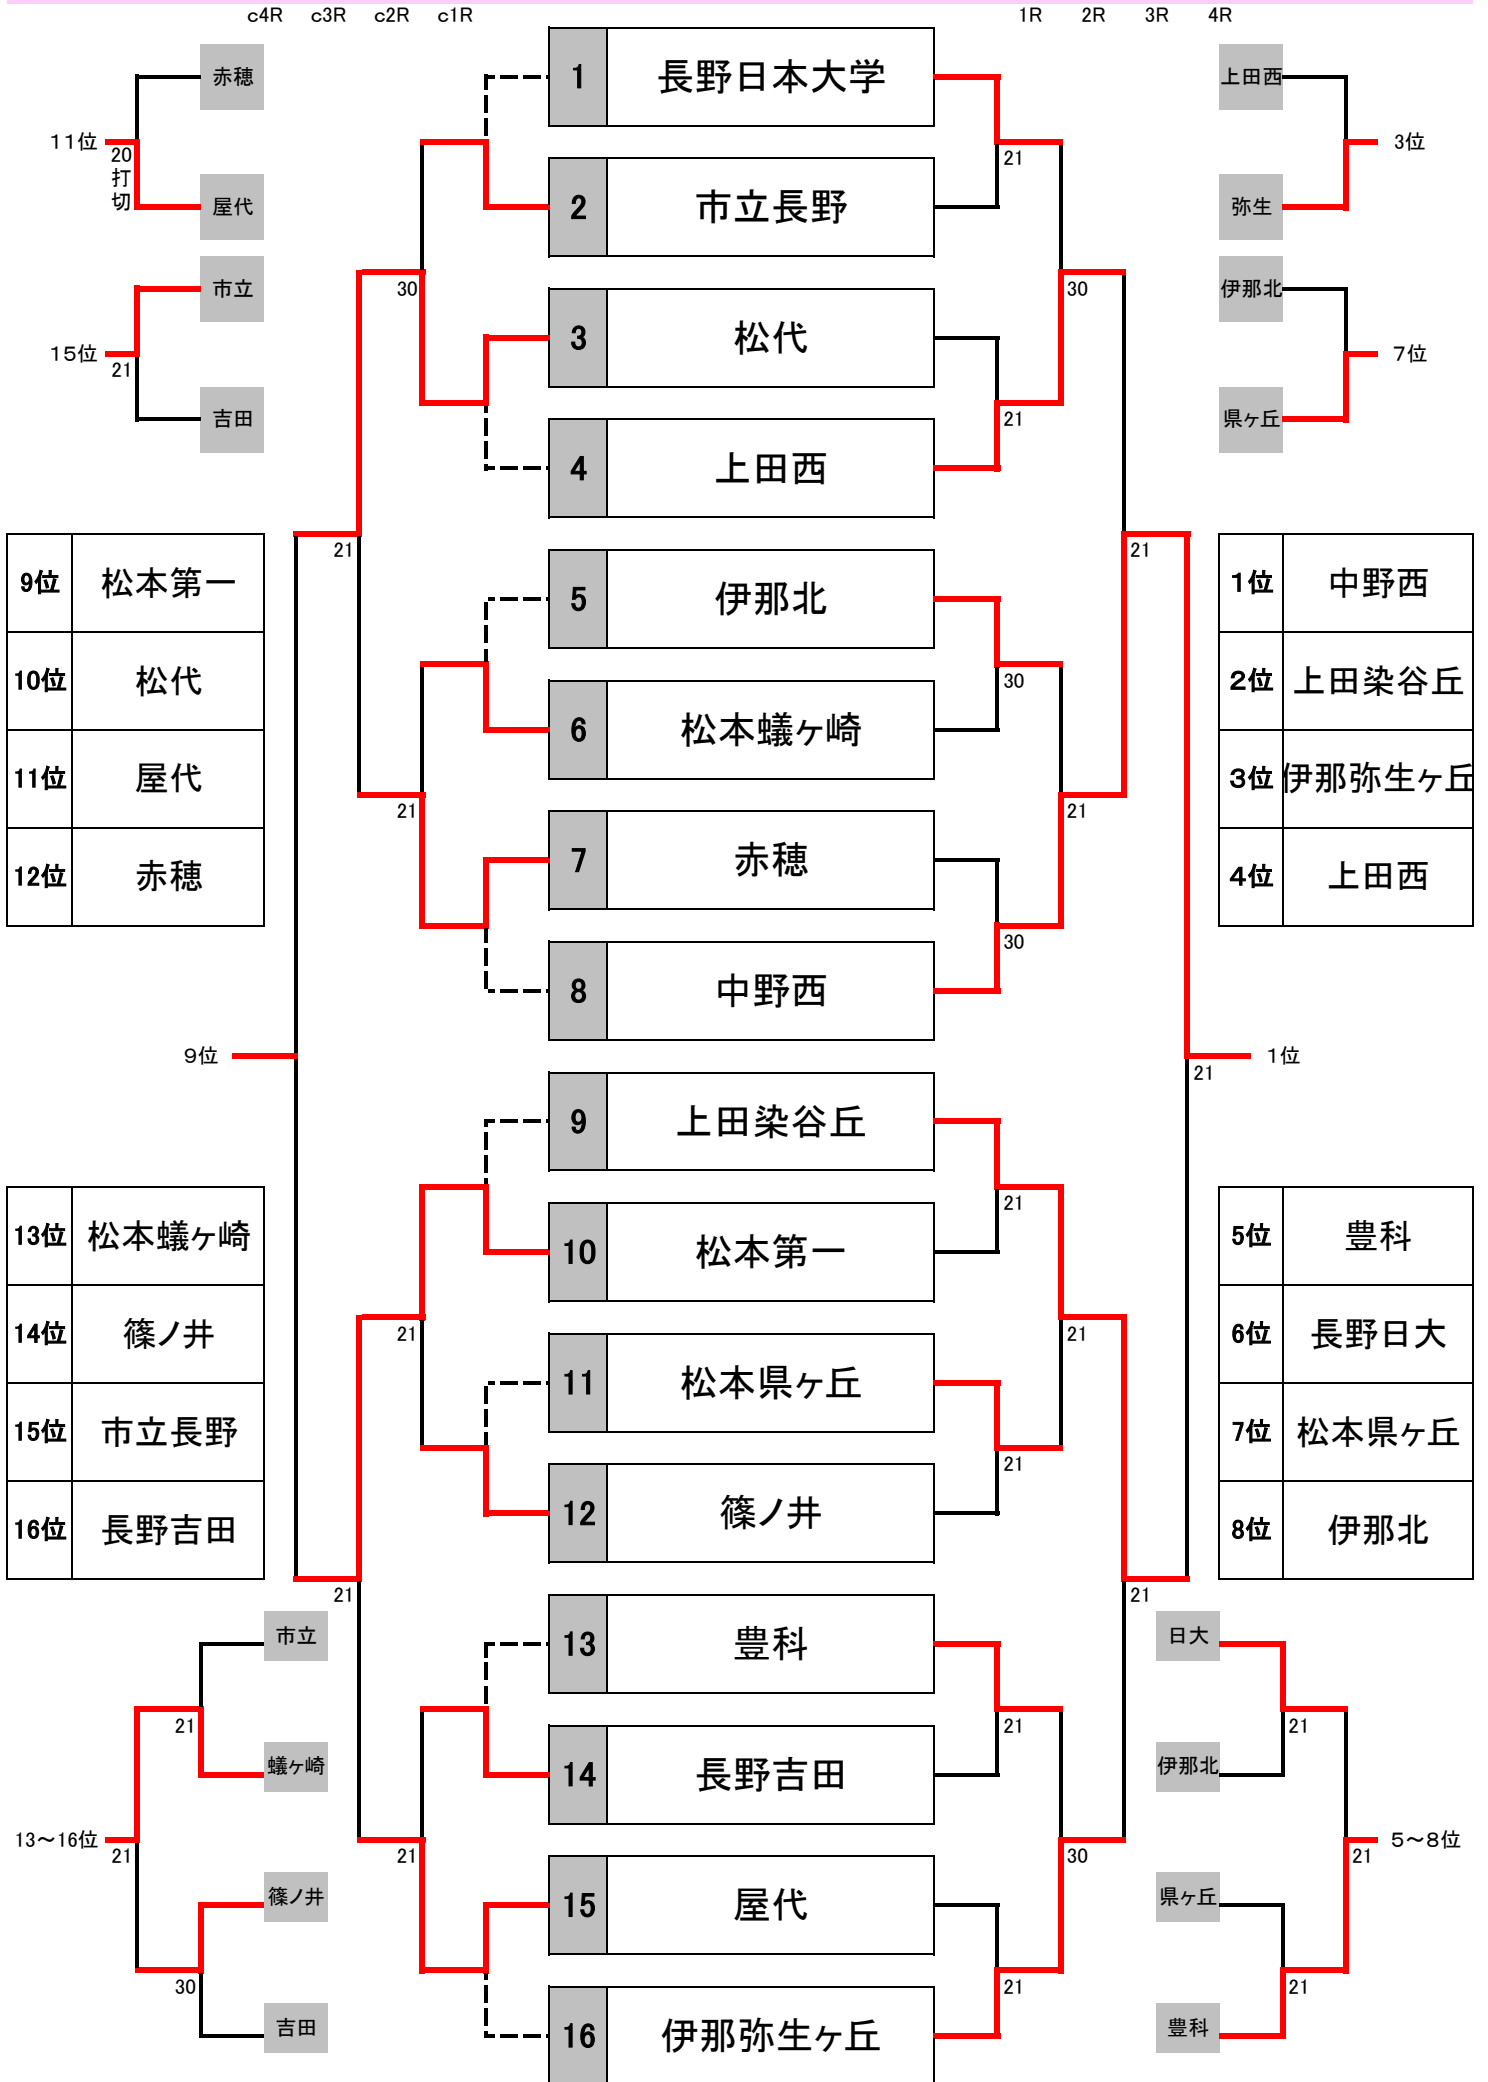 c4R c3R c2R c1R
1R 2R 3R 4R
赤穂
11位
20
打
切
屋代
市立
15位
21
吉田
上田西
3位
弥生
伊那北
7位
県ヶ丘
1 長野日本大学
21
2 市立長野
30
30
3 松代
21
4 上田西
21
21
5 伊那北
30
6 松本蟻ヶ崎
21
21
7 赤穂
30
8 中野西
9位 松本第一
10位 松代
11位 屋代
12位 赤穂
1位 中野西
2位 上田染谷丘
3位 伊那弥生ヶ丘
4位 上田西
9位
1位
21
9 上田染谷丘
21
10 松本第一
21
21
11 松本県ヶ丘
21
12 篠ノ井
21
21
13 豊科
21
14 長野吉田
21
30
15 屋代
21
16 伊那弥生ヶ丘
13位 松本蟻ヶ崎
14位 篠ノ井
15位 市立長野
16位 長野吉田
5位 豊科
6位 長野日大
7位 松本県ヶ丘
8位 伊那北
市立
21
蟻ヶ崎
13～16位
21
篠ノ井
30
吉田
日大
21
伊那北
5～8位
21
県ヶ丘
21
豊科